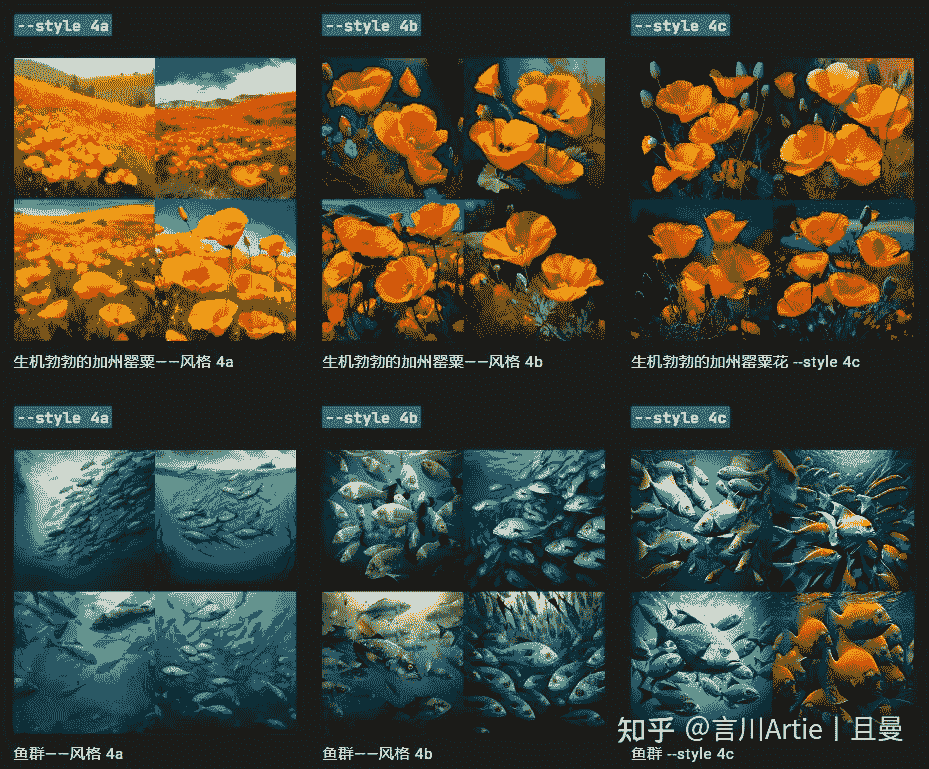 --style 4a
--style 4b
--style 4c
生机勃勃的加州罂粟——风格 4a
生机勃勃的加州罂粟——风格 4b
生机勃勃的加州罂粟花 --style 4c
--style 4a
--style 4b
--style 4c
鱼群——风格 4a
鱼群——风格 4b
鱼群 --style 4c
知乎 @言川Artie丨且曼